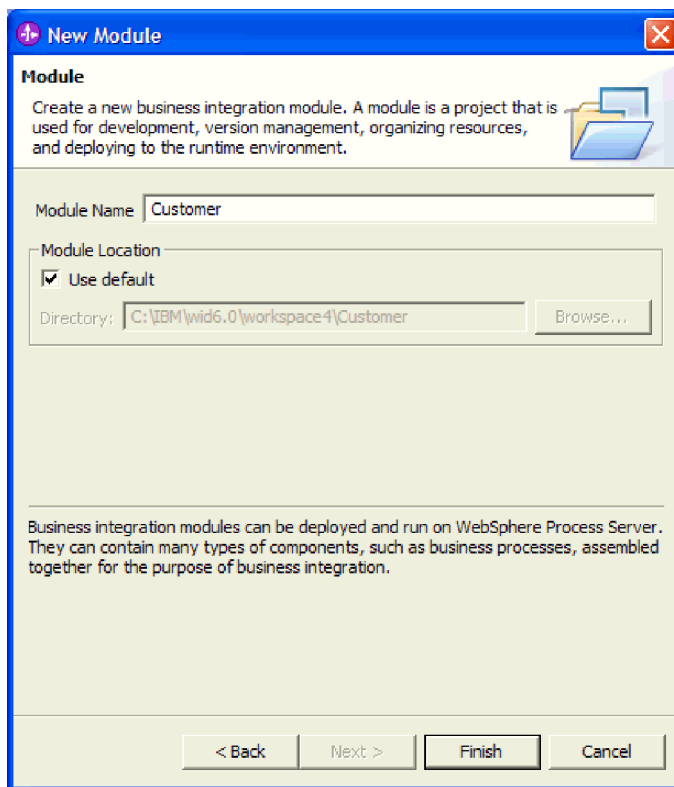 New Module
Module
Create a new business integration module. A module is a project that is
used for development, version management, organizing resources,
and deploying to the runtime environment.
Module Name Customer
Module Location
Use default
Directory: C:\IBM\wid6.0\workspace4\Customer Browse...
Business integration modules can be deployed and run on WebSphere Process Server.
They can contain many types of components, such as business processes, assembled
together for the purpose of business integration.
< Back Next > Finish Cancel